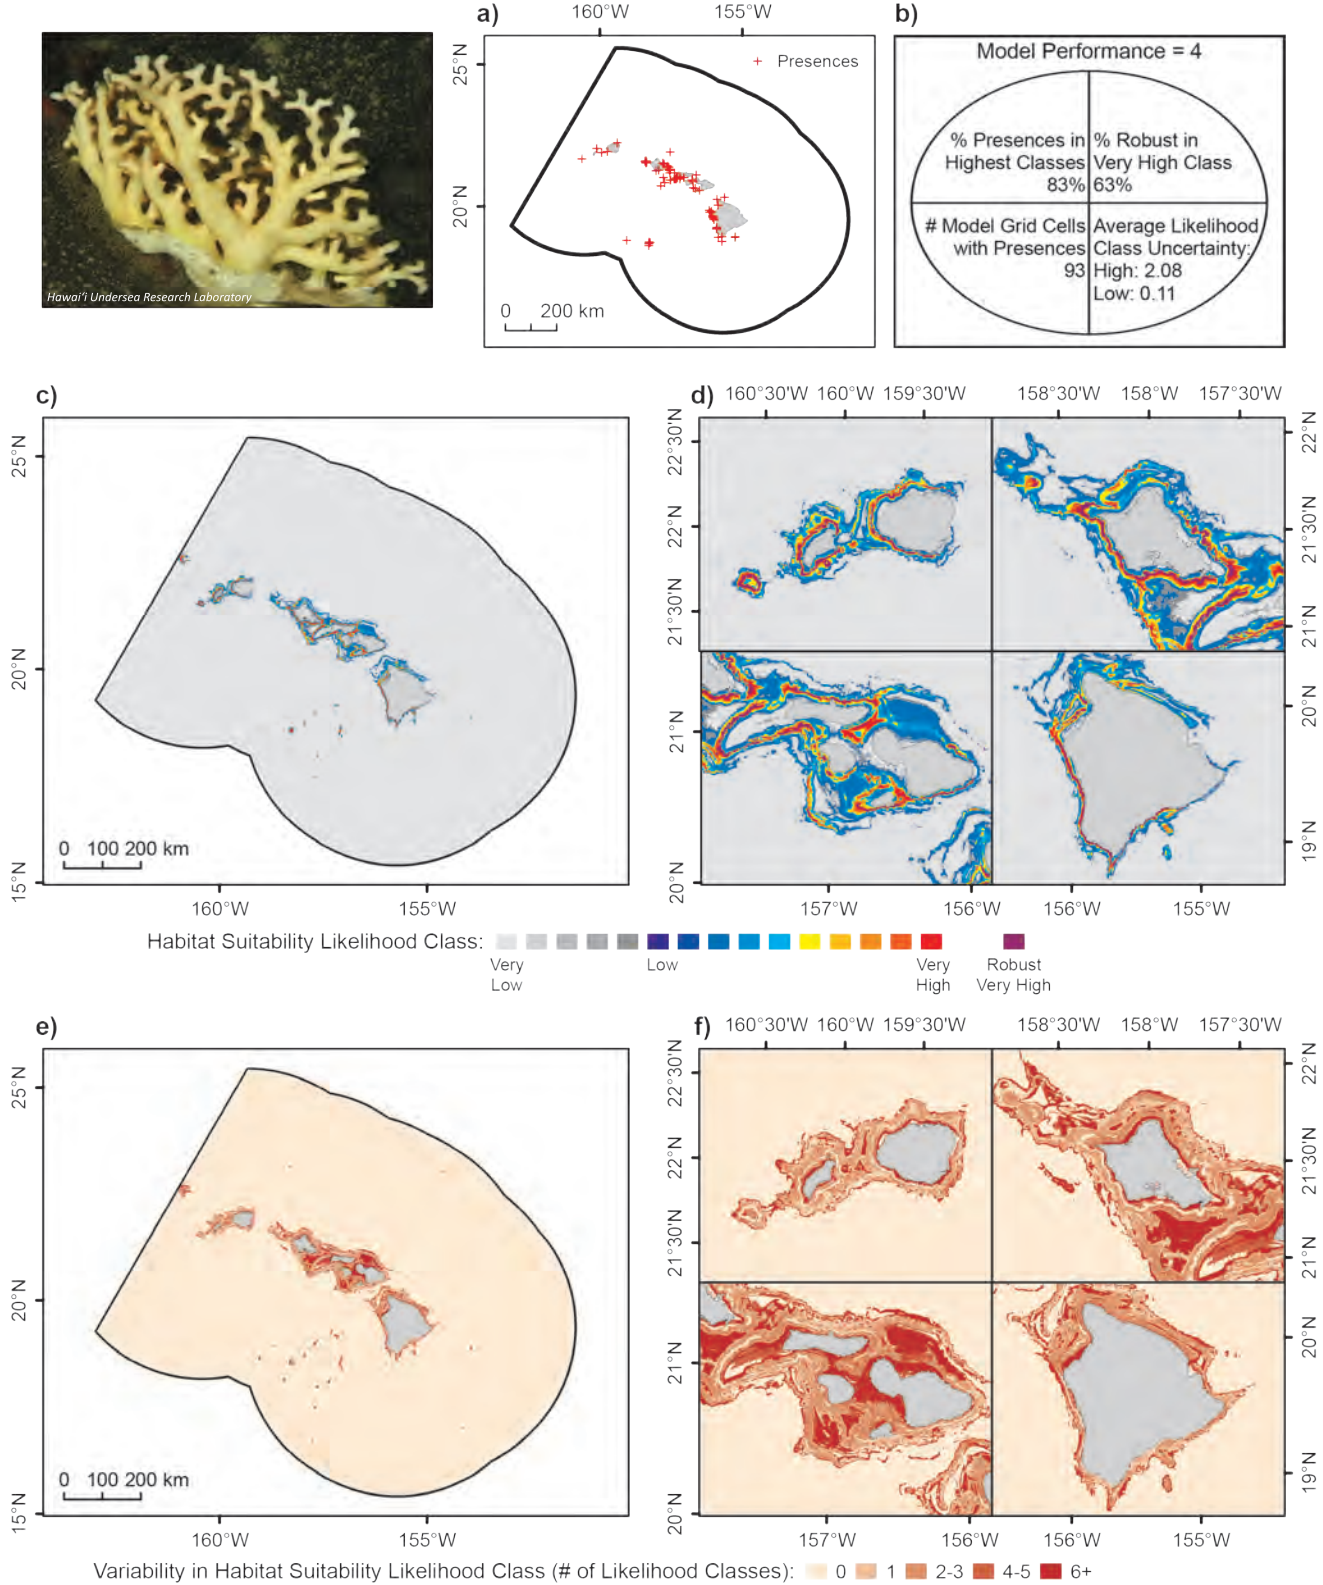 a)
160°W 155°W
25°N
20°N
+ Presences
0 200 km
Hawai'i Undersea Research Laboratory
b)
Model Performance = 4
% Presences in
Highest Classes
83%
% Robust in
Very High Class
63%
# Model Grid Cells
with Presences
93
Average Likelihood
Class Uncertainty:
High: 2.08
Low: 0.11
c)
25°N
20°N
15°N
0 100 200 km
160°W 155°W
d)
160°30'W 160°W 159°30'W 158°30'W 158°W 157°30'W
22°30'N
22°N
21°30'N
21°N
20°N
22°N
21°30'N
21°N
20°N
19°N
157°W 156°W 156°W 155°W
Habitat Suitability Likelihood Class:
Very
Low
Low
Very
High
Robust
Very High
e)
25°N
20°N
15°N
0 100 200 km
160°W 155°W
f)
160°30'W 160°W 159°30'W 158°30'W 158°W 157°30'W
22°30'N
22°N
21°30'N
21°N
20°N
22°N
21°30'N
21°N
20°N
19°N
157°W 156°W 156°W 155°W
Variability in Habitat Suitability Likelihood Class (# of Likelihood Classes): 0 1 2-3 4-5 6+